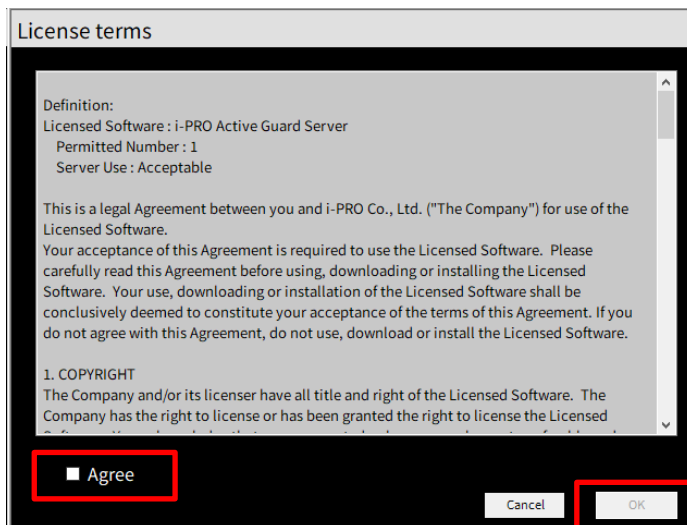 License terms
Definition:
Licensed Software : i-PRO Active Guard Server
Permitted Number : 1
Server Use : Acceptable
This is a legal Agreement between you and i-PRO Co., Ltd. ("The Company") for use of the
Licensed Software.
Your acceptance of this Agreement is required to use the Licensed Software.  Please
carefully read this Agreement before using, downloading or installing the Licensed
Software.  Your use, downloading or installation of the Licensed Software shall be
conclusively deemed to constitute your acceptance of the terms of this Agreement. If you
do not agree with this Agreement, do not use, download or install the Licensed Software.
1. COPYRIGHT
The Company and/or its licenser have all title and right of the Licensed Software.  The
Company has the right to license or has been granted the right to license the Licensed
Agree
Cancel
OK